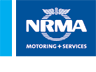 NRMA
MOTORING + SERVICES